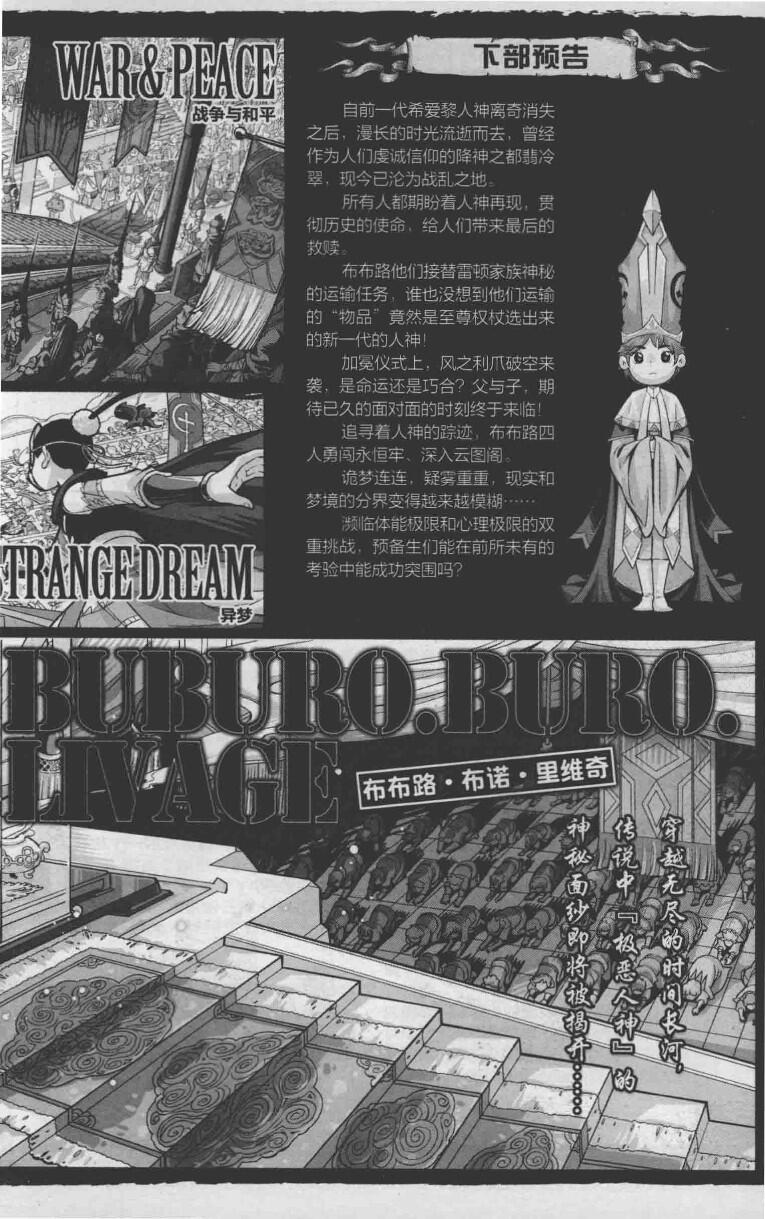 WAR & PEACE
战争与和平
下部预告
自前一代希爱黎人神离奇消失
之后，漫长的时光流逝而去，曾经
作为人们虔诚信仰的降神之都翡冷
翠，现今已沦为战乱之地。
所有人都期盼着人神再现，贯
彻历史的使命，给人们带来最后的
救赎。
布布路他们接替雷顿家族神秘
的运输任务，谁也没想到他们运输
的“物品”竟然是至尊权杖选出来
的新一代的人神！
加冕仪式上，风之利爪破空来
袭，是命运还是巧合？父与子，期
待已久的面对面的时刻终于来临！
追寻着人神的踪迹，布布路四
人勇闯永恒牢、深入云图阁。
诡梦连连，疑雾重重，现实和
梦境的分界变得越来越模糊……
濒临体能极限和心理极限的双
重挑战，预备生们能在前所未有的
考验中能成功突围吗？
TRANGE DREAM
异梦
BUBURO.BURO.
LIVAGE
布布路·布诺·里维奇
穿越无尽的时间长河，
传说中『极恶人神』的
神秘面纱即将被揭开……